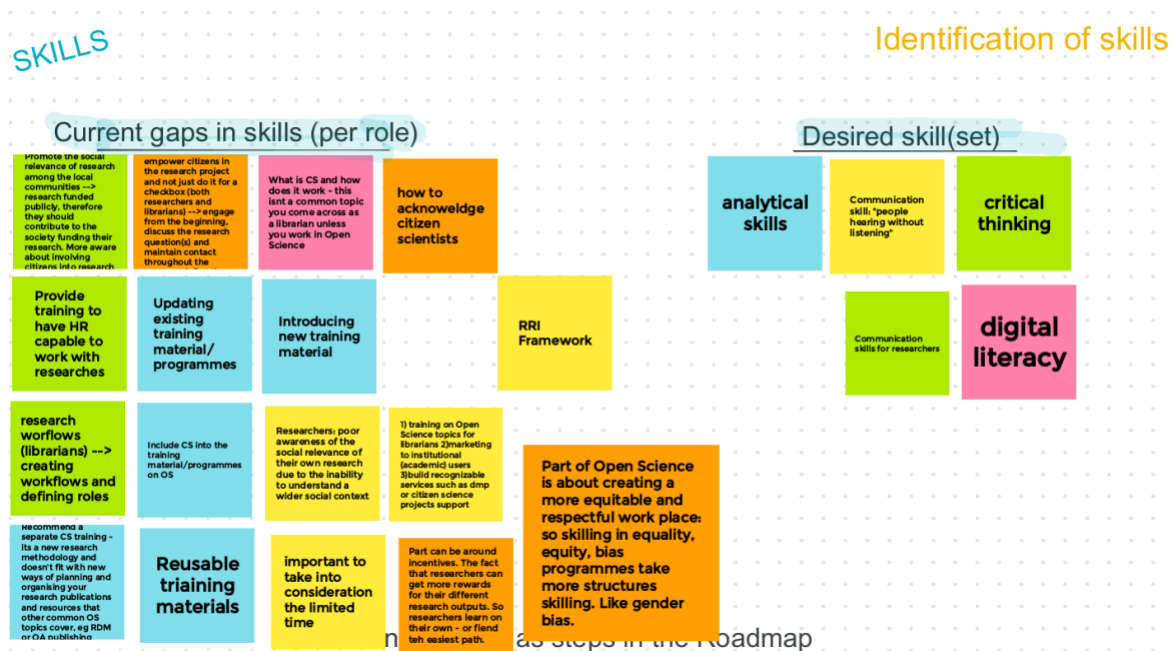 SKILLS
Identification of skills
Current gaps in skills (per role)
Desired skill(set)
Promote the social
relevance of research
among the local
communities -->
research funded
publicly, therefore
they should
contribute to the
society funding their
research. More aware
about involving
citizens into research
empower citizens in
the research project
and not just do it for a
checkbox (both
researchers and
librarians) --> engage
from the beginning,
discuss the research
question(s) and
maintain contact
throughout the
What is CS and how
does it work - this
isnt a common topic
you come across as
a librarian unless
you work in Open
Science
how to
acknoweldge
citizen
scientists
analytical
skills
Communication
skill: "people
hearing without
listening"
critical
thinking
Provide
training to
have HR
capable to
work with
researches
Updating
existing
training
material/
programmes
Introducing
new training
material
RRI
Framework
Communication
skills for researchers
digital
literacy
research
worflows
(librarians) -->
creating
workflows and
defining roles
Include CS into the
training
material/programmes
on OS
Researchers: poor
awareness of the
social relevance of
their own research
due to the inability
to understand a
wider social context
1) training on Open
Science topics for
librarians 2)marketing
to institutional
(academic) users
3)build recognizable
services such as dmp
or citizen science
projects support
Part of Open Science
is about creating a
more equitable and
respectful work place:
so skilling in equality,
equity, bias
programmes take
more structures
skilling. Like gender
bias.
Recommend a
separate CS training -
its a new research
methodology and
doesn't fit with new
ways of planning and
organising your
research publications
and resources that
other common OS
topics cover, eg RDM
or OA publishing
Reusable
triaining
materials
important to
take into
consideration
the limited
time
Part can be around
incentives. The fact
that researchers can
get more rewards
for their different
research outputs. So
researchers learn on
their own - or fiend
teh easiest path.
as steps in the Roadmap